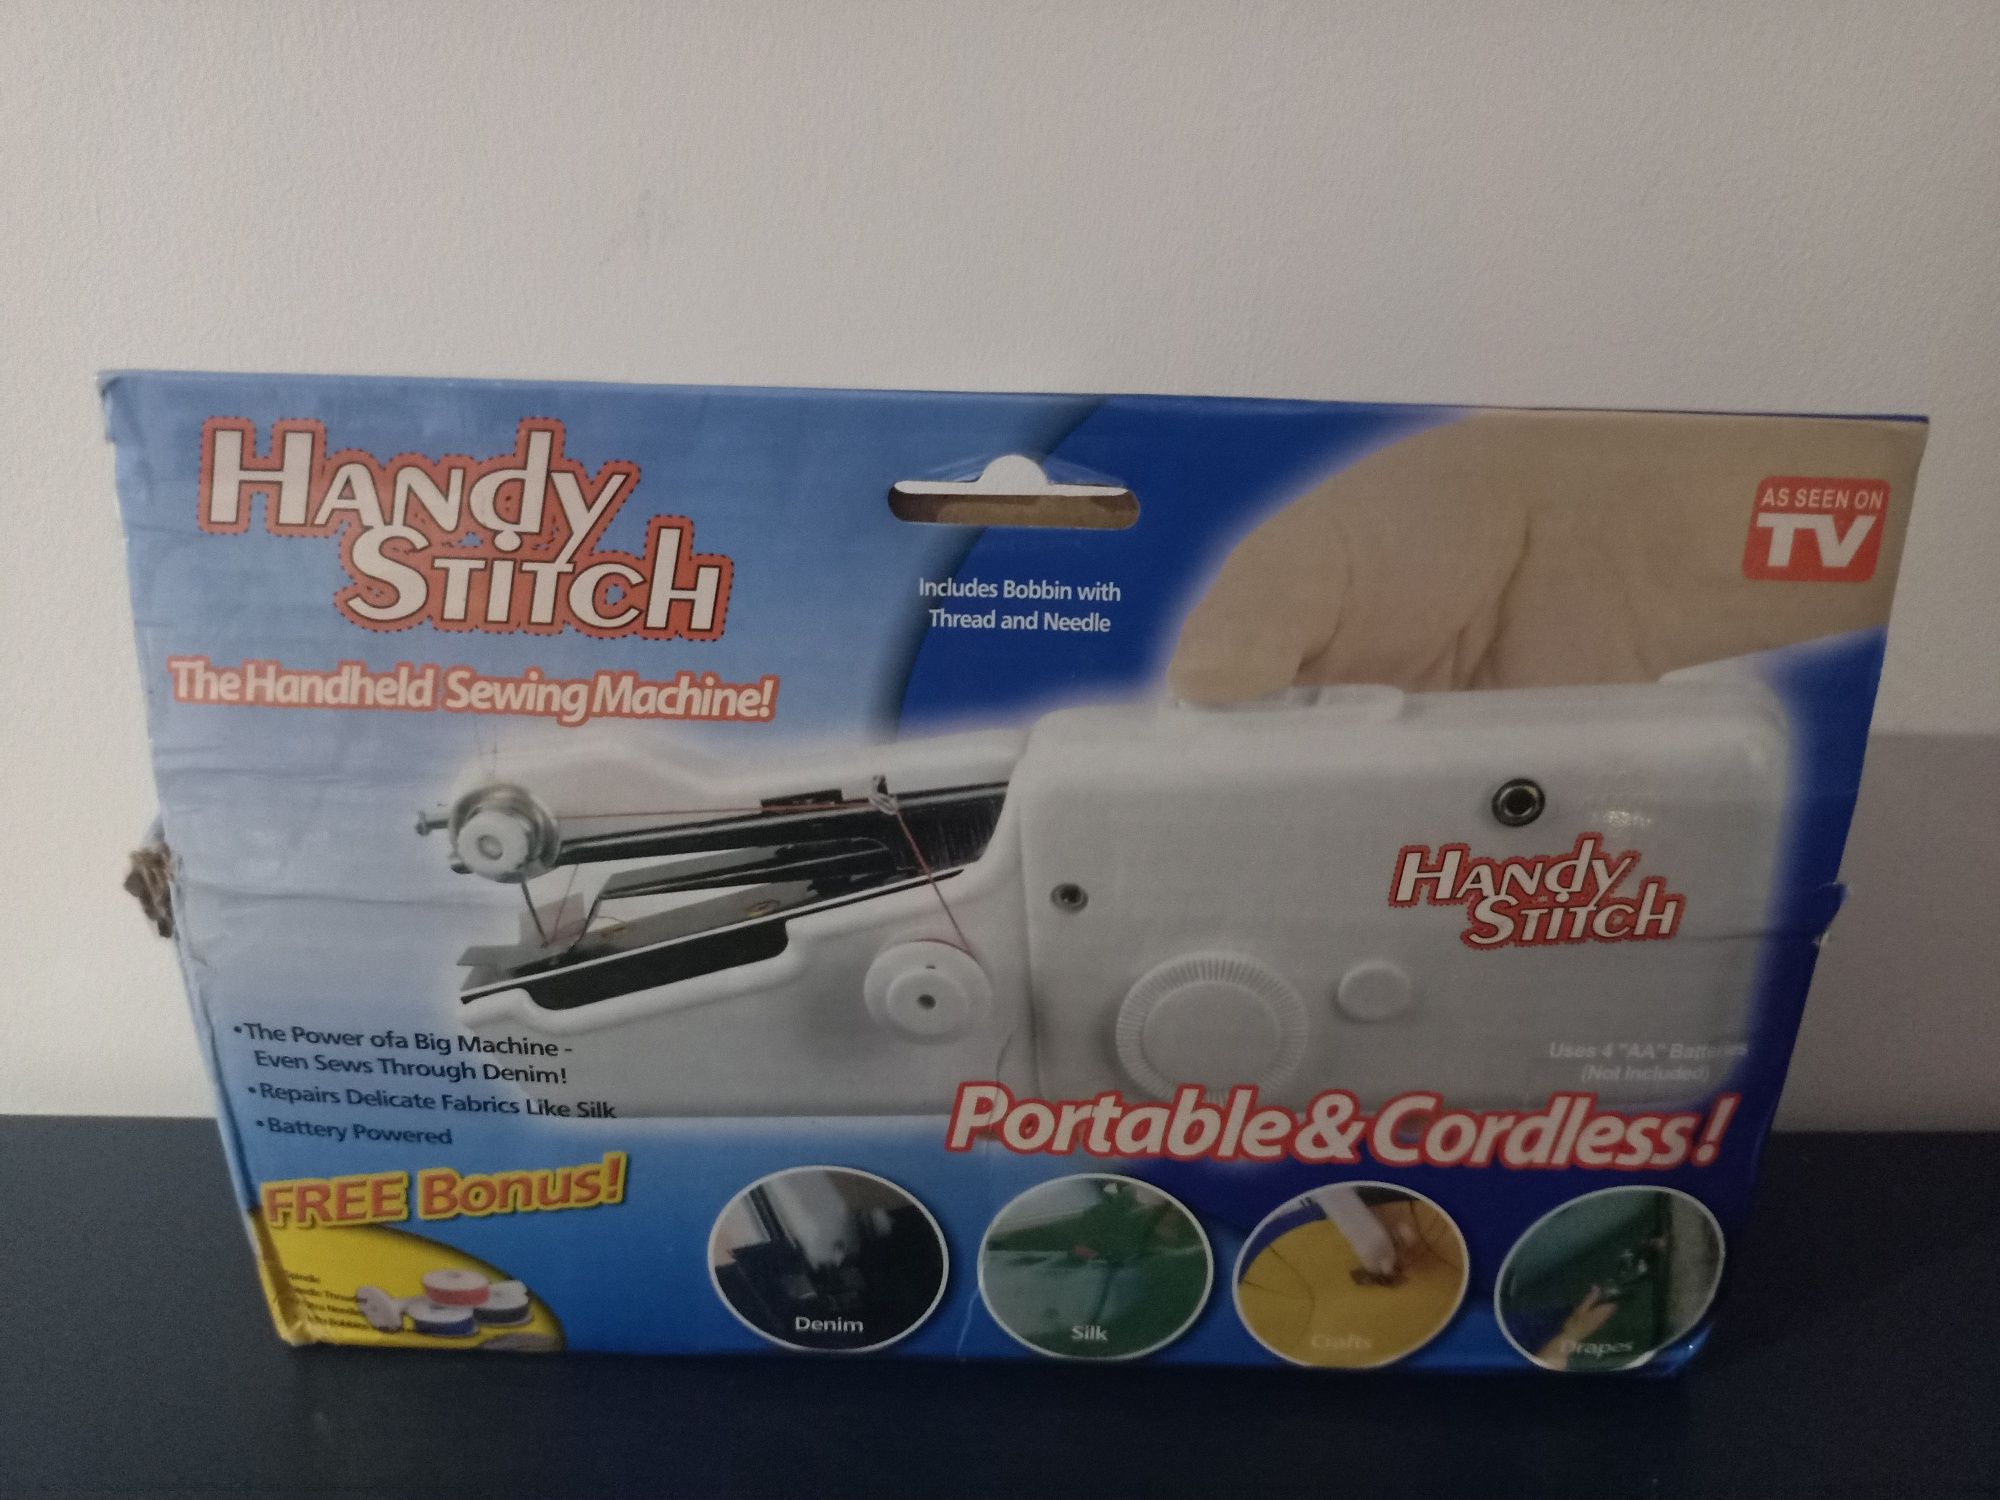 HANdy
STITCH
The Handheld Sewing Machine!
Includes Bobbin with
Thread and Needle
AS SEEN ON
TV
HANdy
STITCH
Uses 4 "AA" Batteries
(Not Included)
•The Power ofa Big Machine -
Even Sews Through Denim!
•Repairs Delicate Fabrics Like Silk
•Battery Powered
Portable & Cordless!
FREE Bonus!
Denim
Silk
Crafts
Drapes